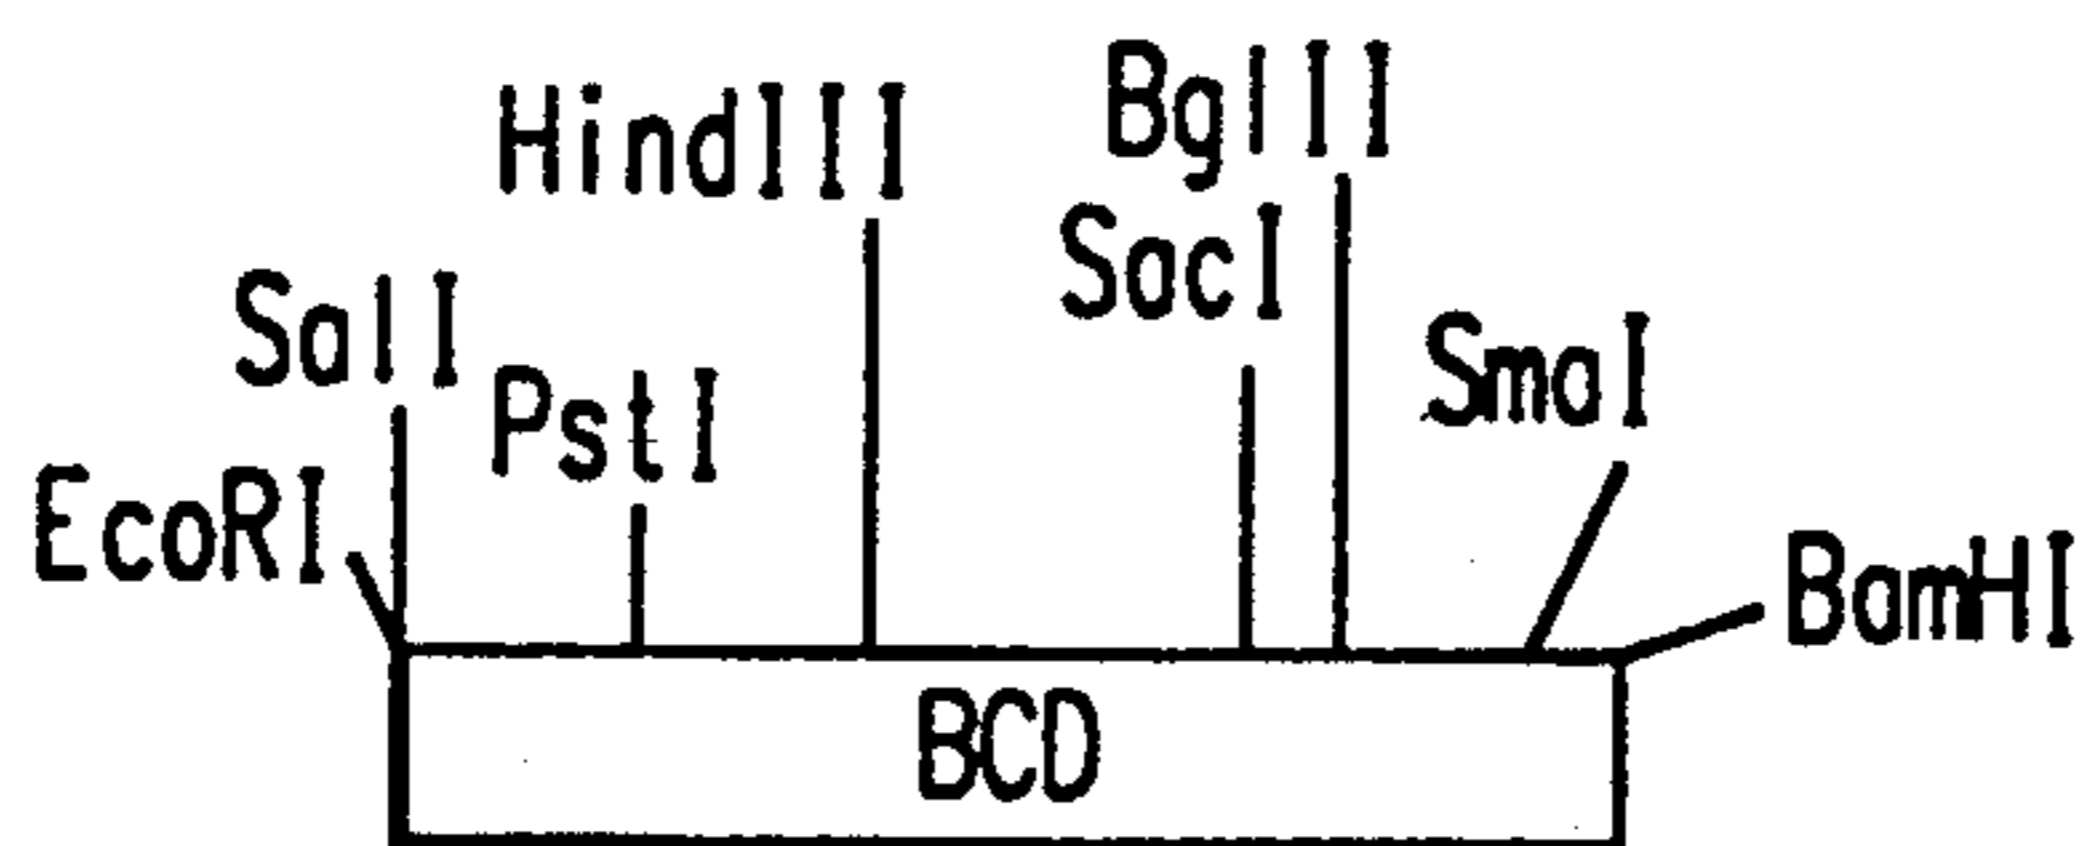 BglII
HindIII
SacI
SalI
SmaI
PstI
EcoRI
BamHI
BCD